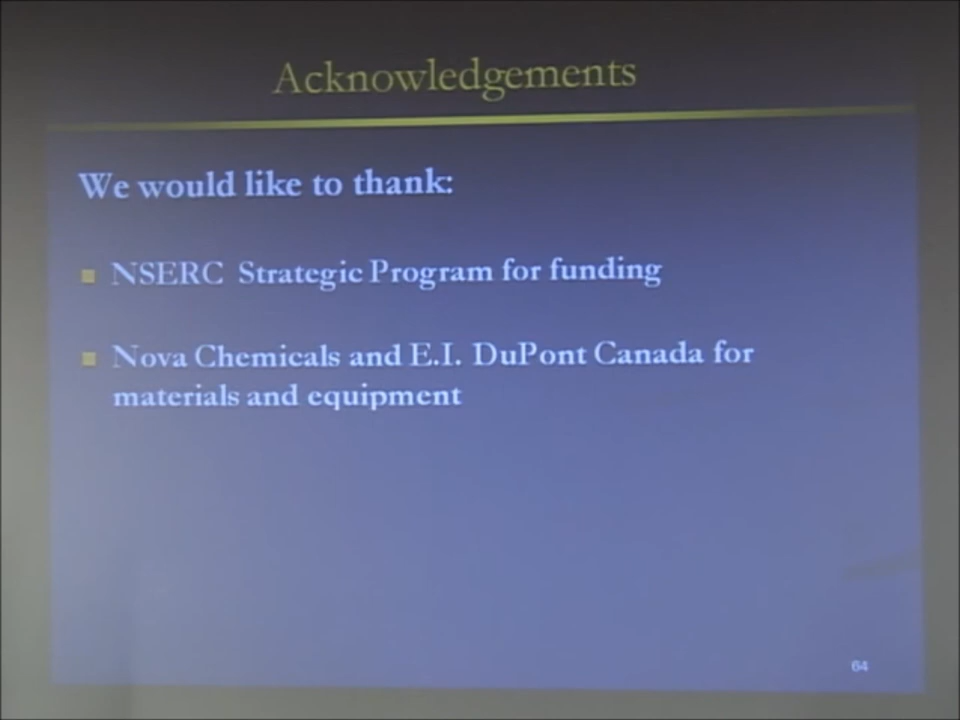 Acknowledgements
We would like to thank:
NSERC Strategic Program for funding
Nova Chemicals and E.I. DuPont Canada for
materials and equipment
64